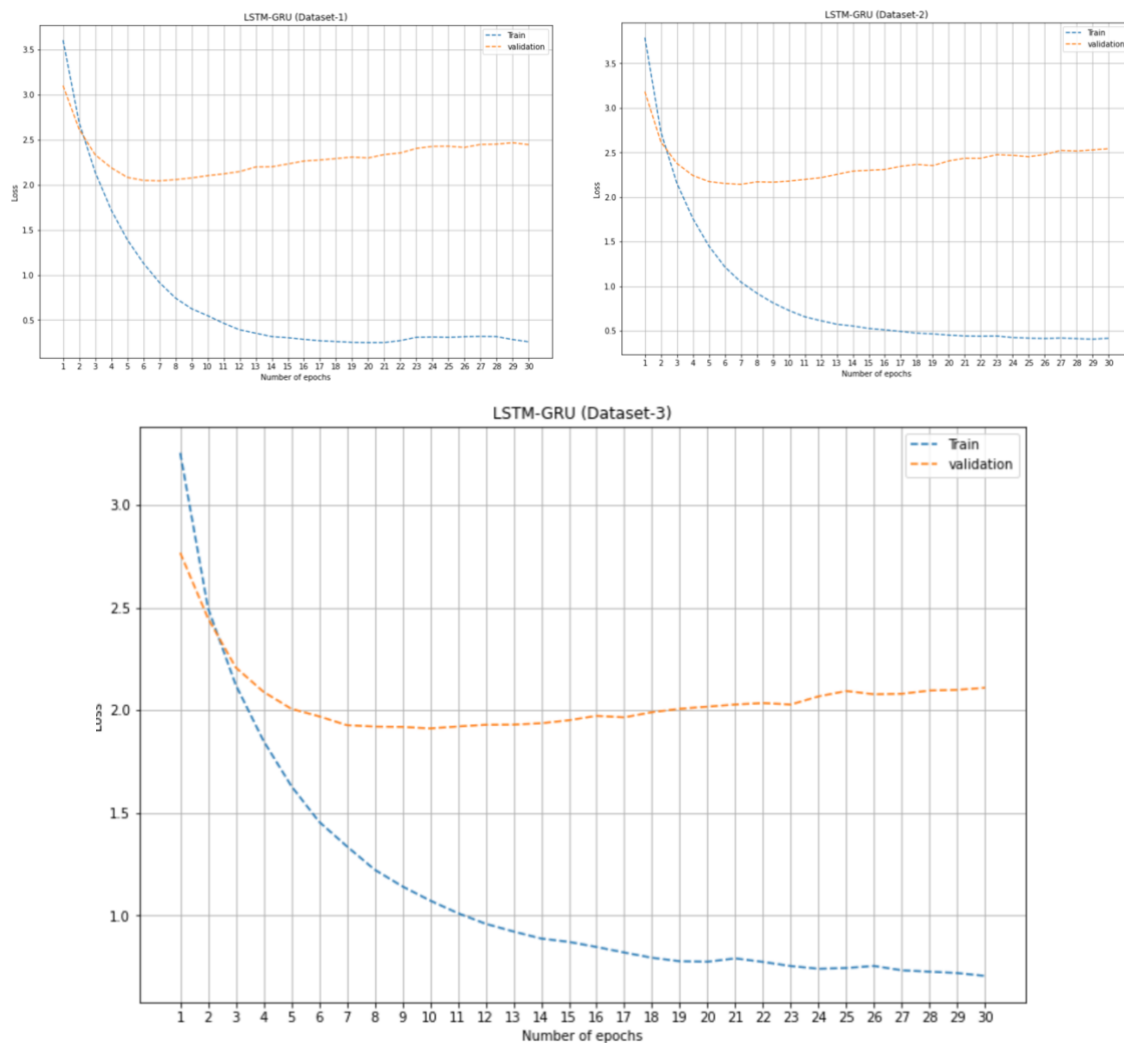 LSTM-GRU (Dataset-1)
Train
validation
3.5
3.0
2.5
2.0
1.5
1.0
0.5
Loss
1 2 3 4 5 6 7 8 9 10 11 12 13 14 15 16 17 18 19 20 21 22 23 24 25 26 27 28 29 30
Number of epochs
LSTM-GRU (Dataset-2)
Train
validation
3.5
3.0
2.5
2.0
1.5
1.0
0.5
Loss
1 2 3 4 5 6 7 8 9 10 11 12 13 14 15 16 17 18 19 20 21 22 23 24 25 26 27 28 29 30
Number of epochs
LSTM-GRU (Dataset-3)
Train
validation
3.0
2.5
2.0
1.5
1.0
Loss
1 2 3 4 5 6 7 8 9 10 11 12 13 14 15 16 17 18 19 20 21 22 23 24 25 26 27 28 29 30
Number of epochs